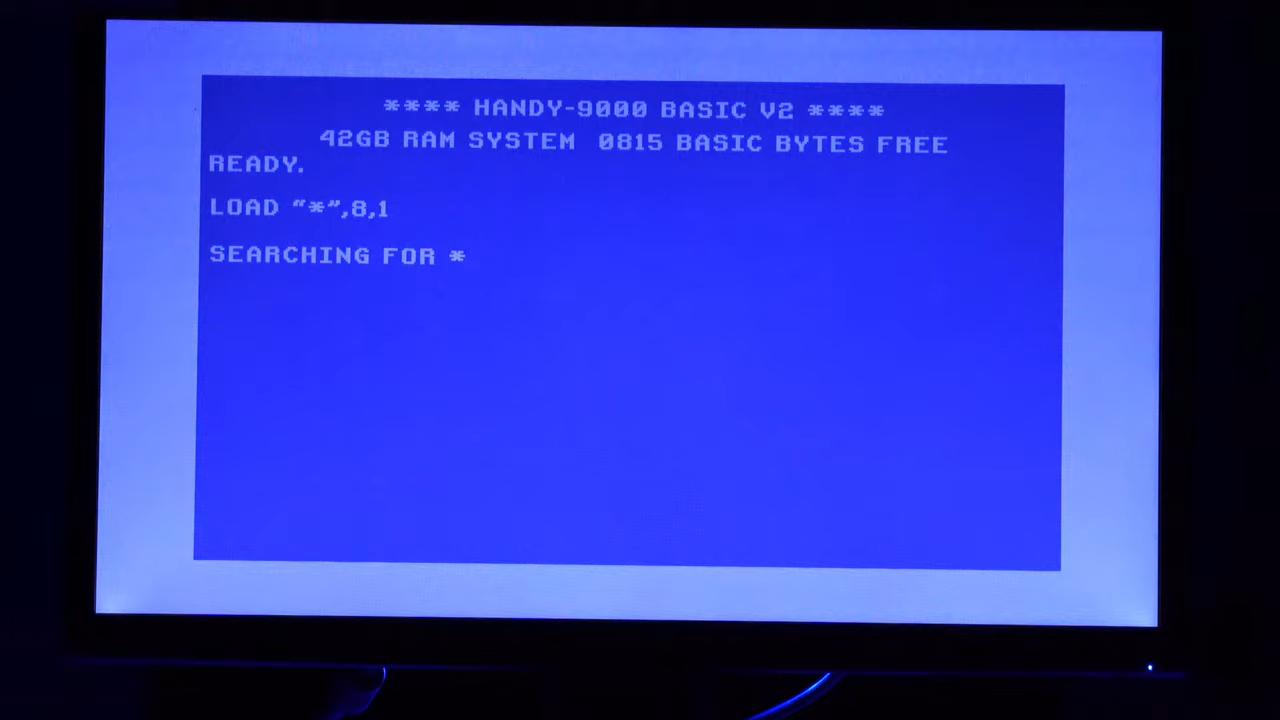 **** HANDY-9000 BASIC V2 ****
42GB RAM SYSTEM  0815 BASIC BYTES FREE
READY.
LOAD “*”,8,1
SEARCHING FOR *